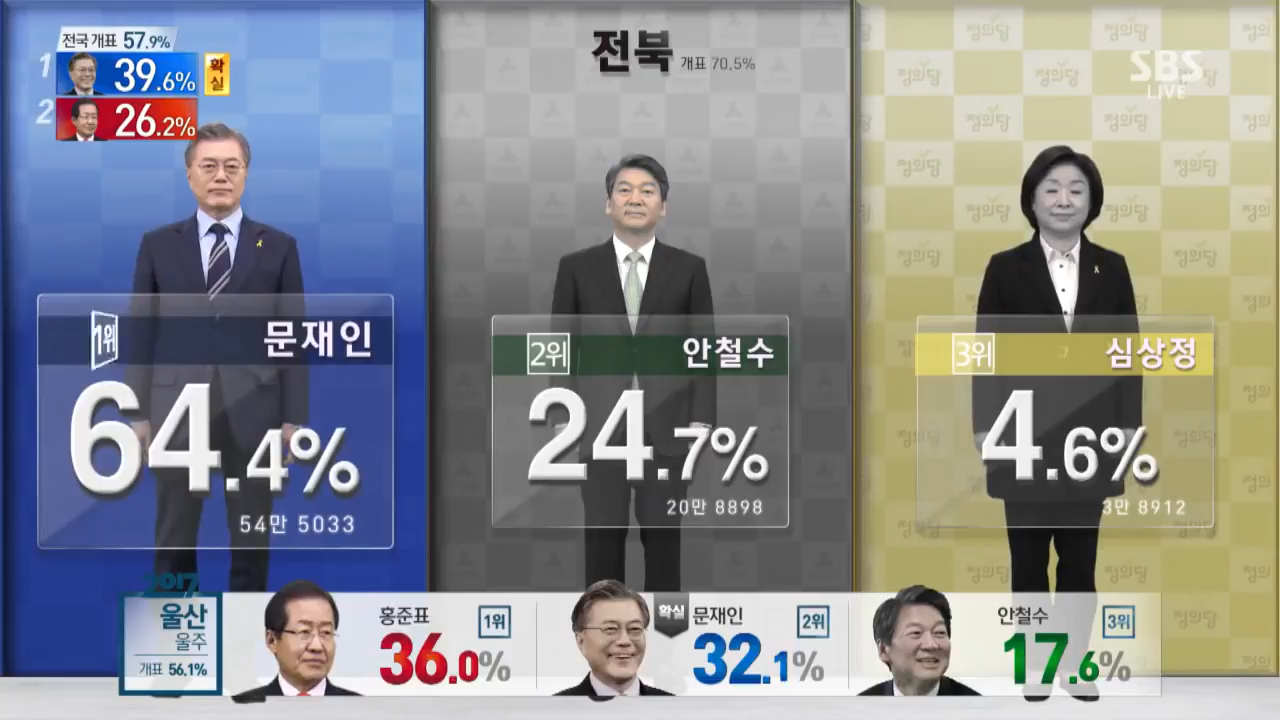 전국 개표 57.9%
1 39.6% 확실
2 26.2%
전북 개표 70.5%
SBS
LIVE
1위 문재인
64.4%
54만 5033
2위 안철수
24.7%
20만 8898
3위 심상정
4.6%
3만 8912
정의당
2017
울산
울주
개표 56.1%
홍준표 1위
36.0%
확실 문재인 2위
32.1%
안철수 3위
17.6%